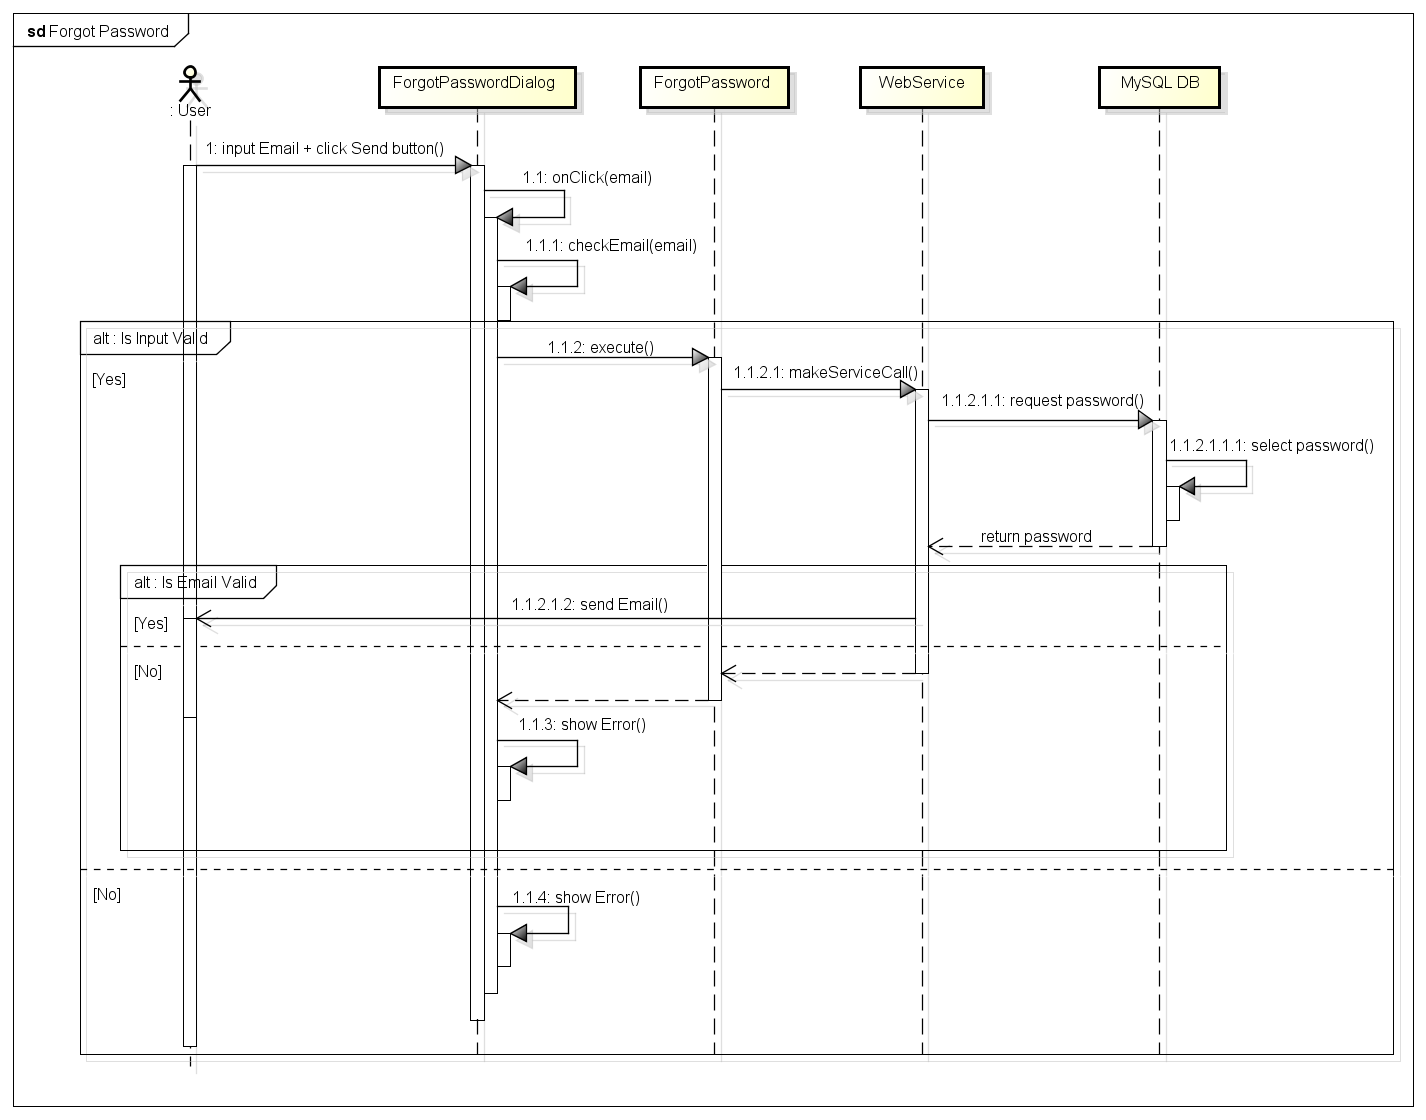 sd Forgot Password
: User
ForgotPasswordDialog
ForgotPassword
WebService
MySQL DB
1: input Email + click Send button()
1.1: onClick(email)
1.1.1: checkEmail(email)
alt : Is Input Valid
1.1.2: execute()
[Yes]
1.1.2.1: makeServiceCall()
1.1.2.1.1: request password()
1.1.2.1.1.1: select password()
return password
alt : Is Email Valid
1.1.2.1.2: send Email()
[Yes]
[No]
1.1.3: show Error()
[No]
1.1.4: show Error()